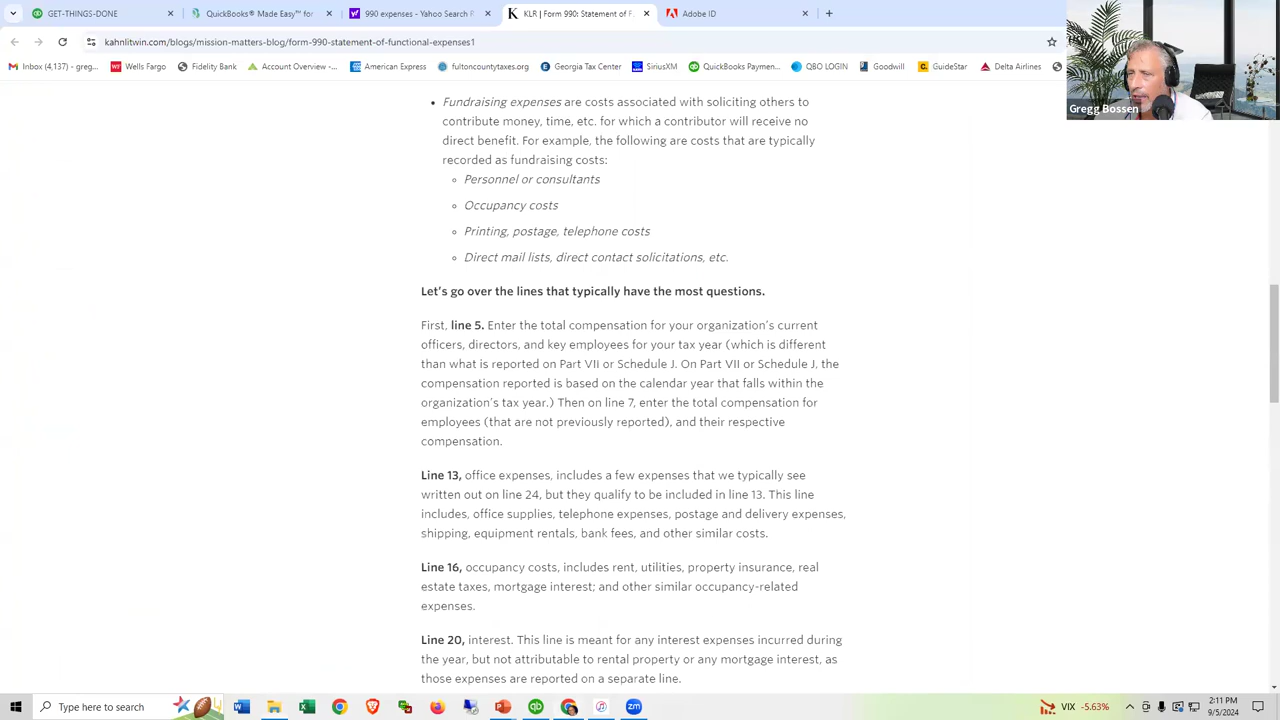 GET-THINGS-DONE
QuickBooks® Made Easy™ for
990 expenses - Yahoo Search
KLR | Form 990: Statement of F
Adobe ID
kahnlitwin.com/blogs/mission-matters-blog/form-990-statement-of-functional-expenses1
Inbox (4,137) - greg...
Wells Fargo
Fidelity Bank
Account Overview -...
American Express
fultoncountytaxes.org
Georgia Tax Center
SiriusXM
QuickBooks Paymen...
QBO LOGIN
Goodwill
GuideStar
Delta Airlines
Gregg Bossen
• Fundraising expenses are costs associated with soliciting others to
contribute money, time, etc. for which a contributor will receive no
direct benefit. For example, the following are costs that are typically
recorded as fundraising costs:
◦ Personnel or consultants
◦ Occupancy costs
◦ Printing, postage, telephone costs
◦ Direct mail lists, direct contact solicitations, etc.
Let's go over the lines that typically have the most questions.
First, line 5. Enter the total compensation for your organization's current
officers, directors, and key employees for your tax year (which is different
than what is reported on Part VII or Schedule J. On Part VII or Schedule J, the
compensation reported is based on the calendar year that falls within the
organization's tax year.) Then on line 7, enter the total compensation for
employees (that are not previously reported), and their respective
compensation.
Line 13, office expenses, includes a few expenses that we typically see
written out on line 24, but they qualify to be included in line 13. This line
includes, office supplies, telephone expenses, postage and delivery expenses,
shipping, equipment rentals, bank fees, and other similar costs.
Line 16, occupancy costs, includes rent, utilities, property insurance, real
estate taxes, mortgage interest; and other similar occupancy-related
expenses.
Line 20, interest. This line is meant for any interest expenses incurred during
the year, but not attributable to rental property or any mortgage interest, as
those expenses are reported on a separate line.
Type here to search
VIX -5.63%
2:11 PM
9/5/2024